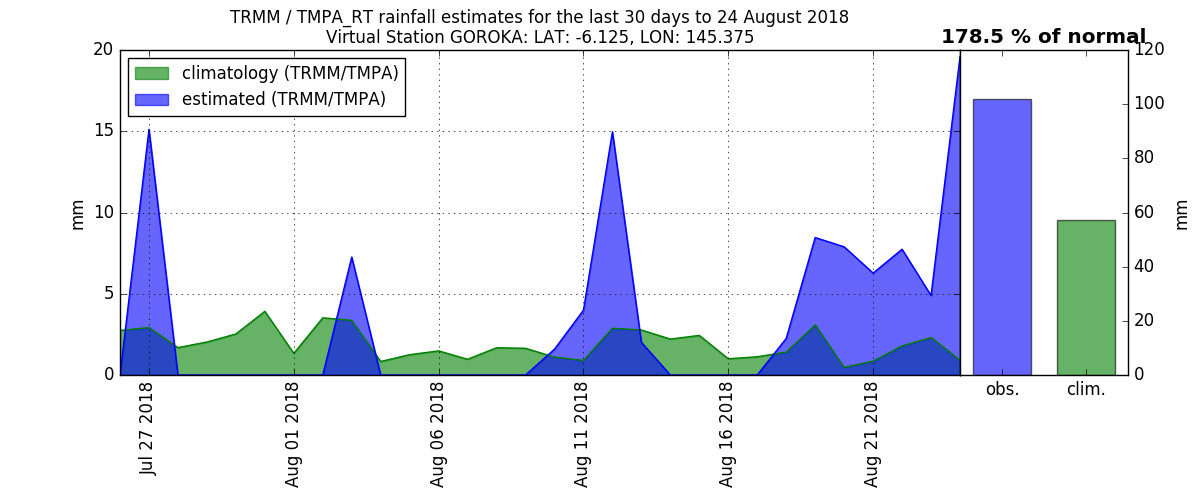 TRMM / TMPA_RT rainfall estimates for the last 30 days to 24 August 2018
Virtual Station GOROKA: LAT: -6.125, LON: 145.375
178.5 % of normal
climatology (TRMM/TMPA)
estimated (TRMM/TMPA)
20
15
10
5
0
mm
Jul 27 2018
Aug 01 2018
Aug 06 2018
Aug 11 2018
Aug 16 2018
Aug 21 2018
120
100
80
60
40
20
0
mm
obs.
clim.